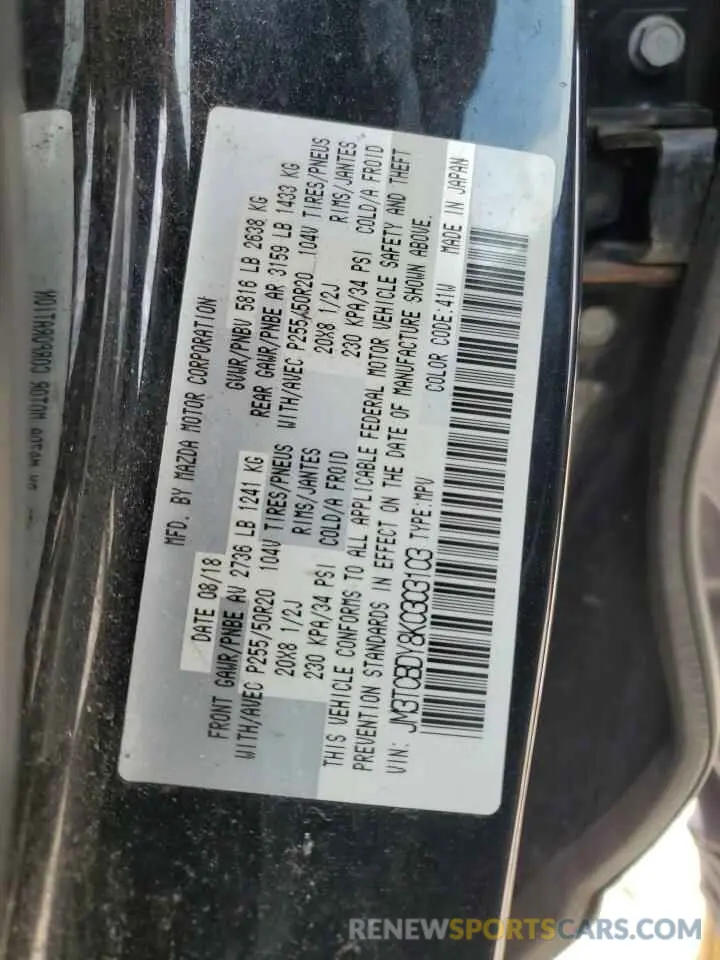 MFD. BY MAZDA MOTOR CORPORATION
DATE 08/18 GVWR/PNBV 5816 LB 2638 KG
FRONT GAWR/PNBE AV 2736 LB 1241 KG REAR GAWR/PNBE AR 3159 LB 1433 KG
WITH/AVEC P255/50R20 104V TIRES/PNEUS WITH/AVEC P255/50R20 104V TIRES/PNEUS
20X8 1/2J RIMS/JANTES 20X8 1/2J RIMS/JANTES
230 KPA/34 PSI COLD/A FROID 230 KPA/34 PSI COLD/A FROID
THIS VEHICLE CONFORMS TO ALL APPLICABLE FEDERAL MOTOR VEHICLE SAFETY AND THEFT
PREVENTION STANDARDS IN EFFECT ON THE DATE OF MANUFACTURE SHOWN ABOVE.
VIN: JM3TCBDY8K0303103 TYPE: MPV COLOR CODE:41W MADE IN JAPAN
RENEWSPORTSCARS.COM